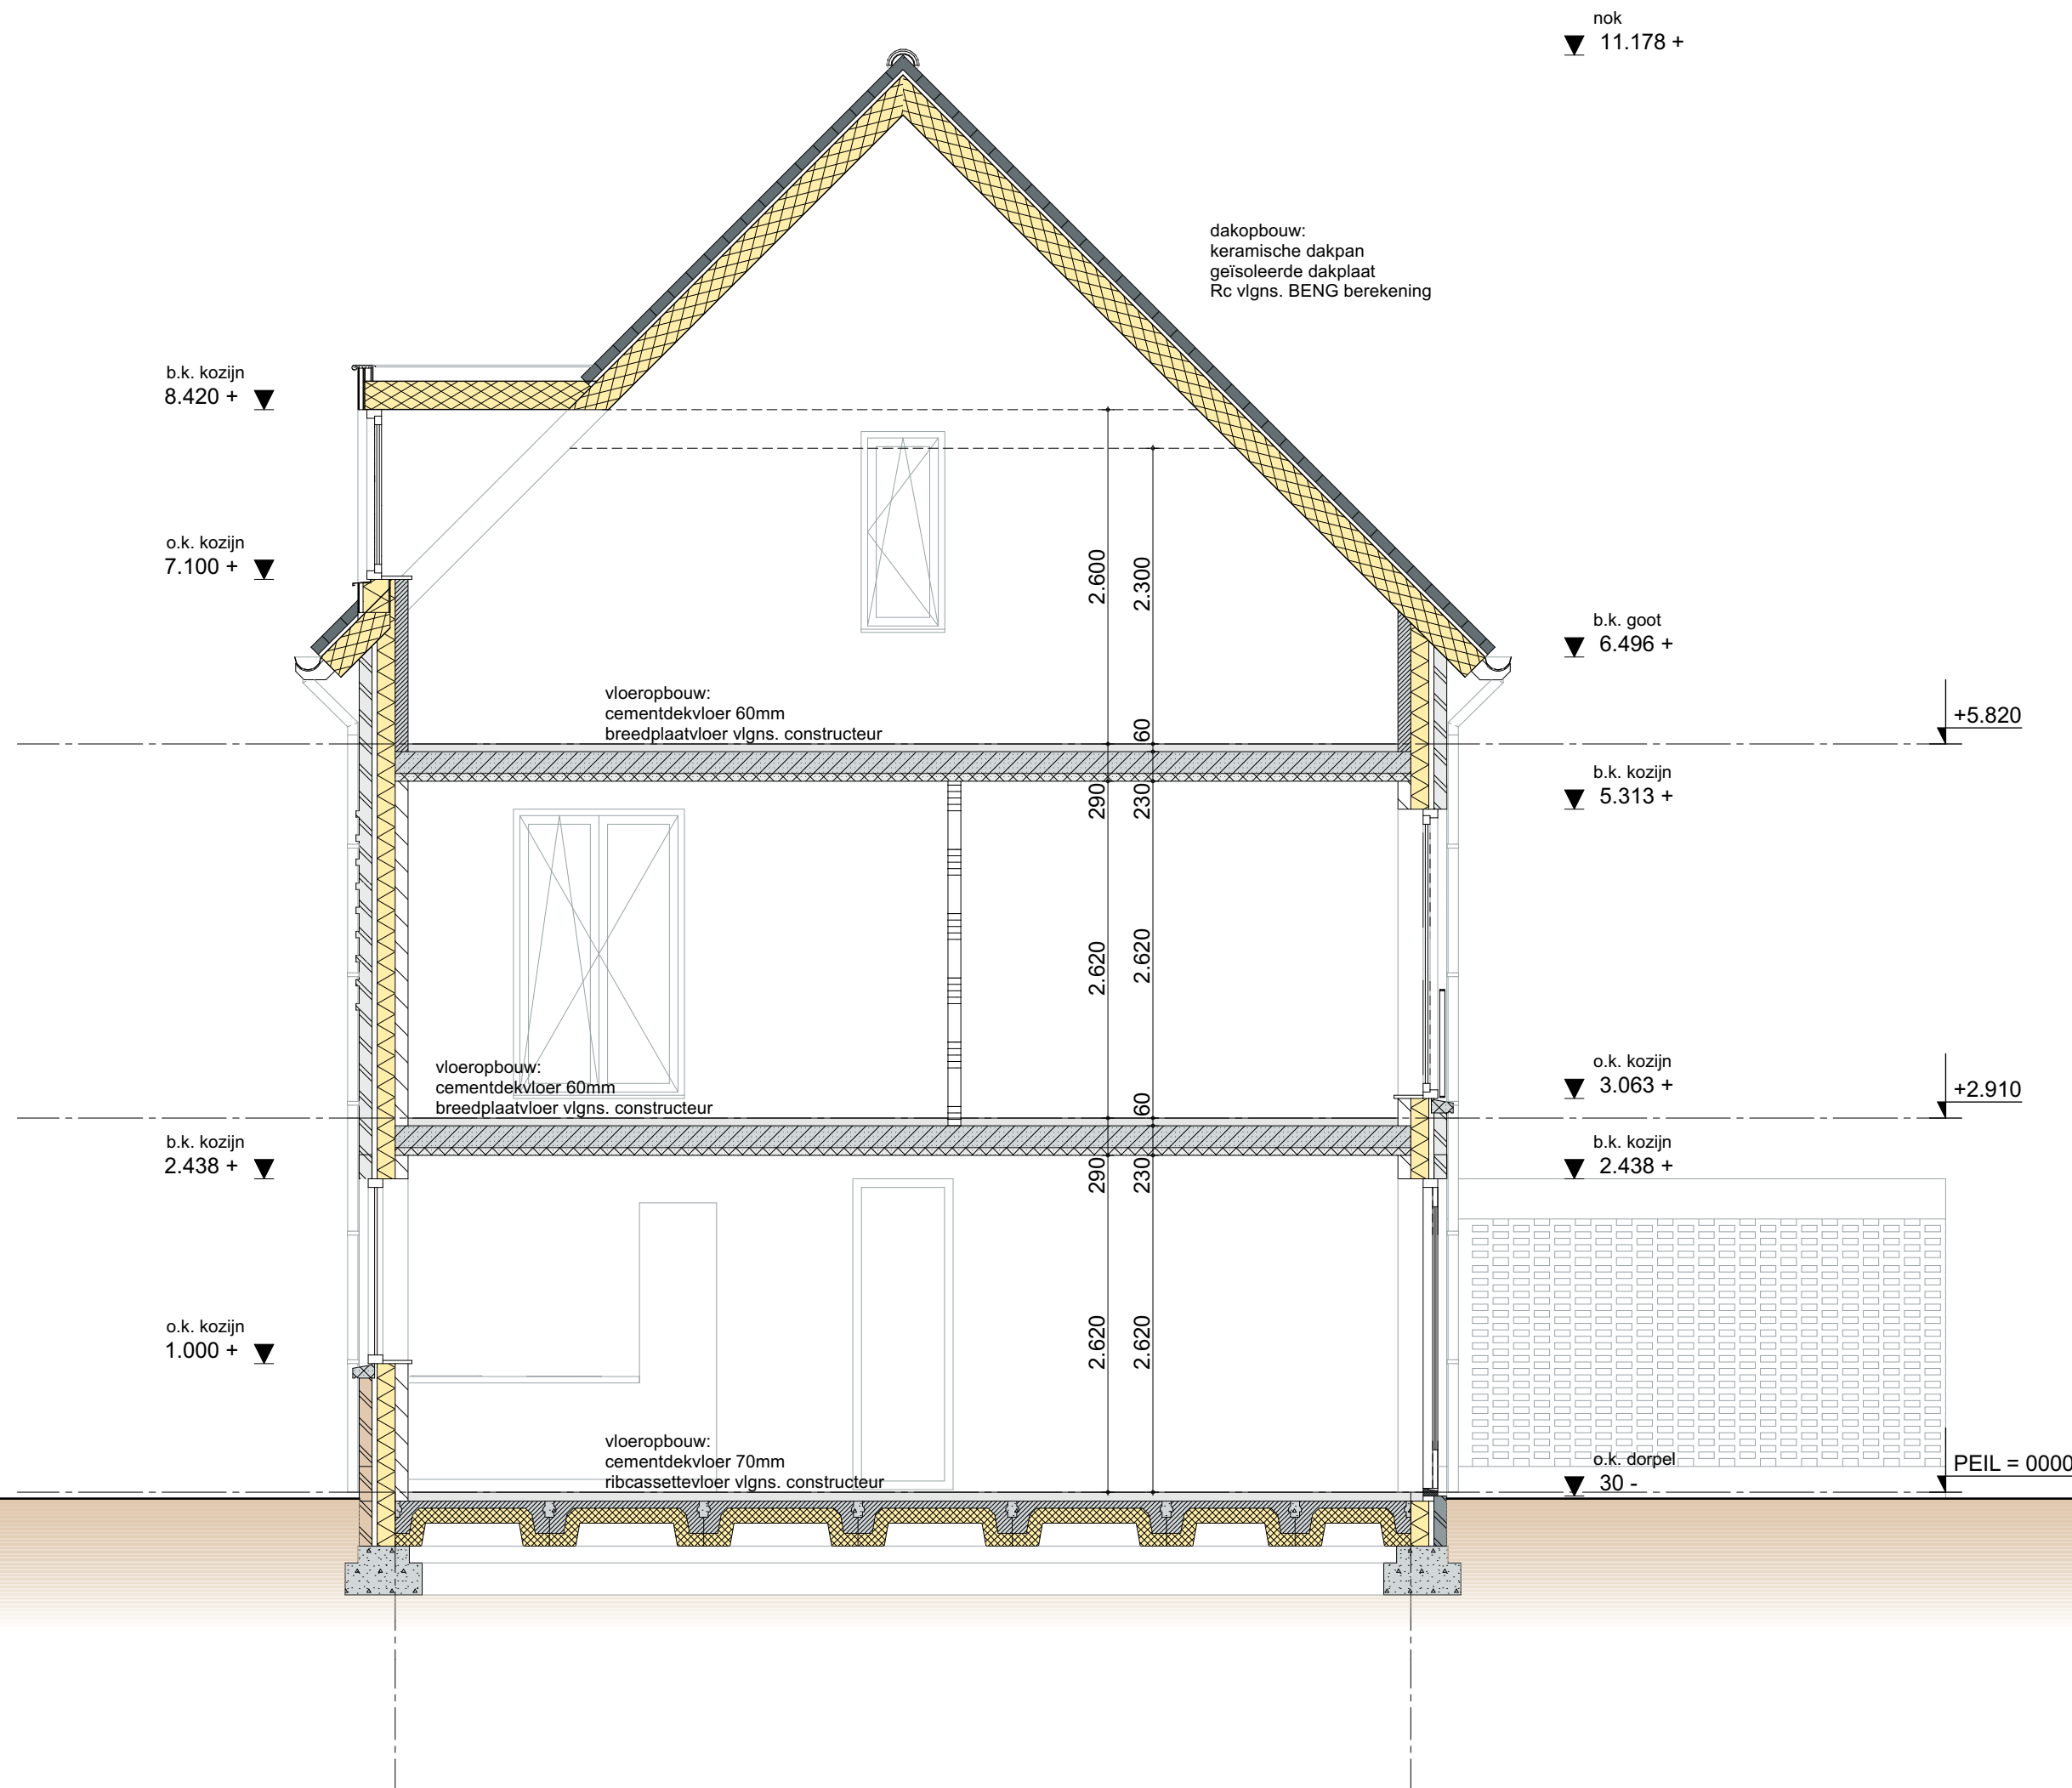 nok
11.178 +
dakopbouw:
keramische dakpan
geïsoleerde dakplaat
Rc vlgns. BENG berekening
b.k. kozijn
8.420 +
o.k. kozijn
7.100 +
2.600
2.300
b.k. goot
6.496 +
vloeropbouw:
cementdekvloer 60mm
breedplaatvloer vlgns. constructeur
60
+5.820
b.k. kozijn
5.313 +
290
230
2.620
2.620
vloeropbouw:
cementdekvloer 60mm
breedplaatvloer vlgns. constructeur
60
o.k. kozijn
3.063 +
+2.910
b.k. kozijn
2.438 +
290
230
b.k. kozijn
2.438 +
o.k. kozijn
1.000 +
2.620
2.620
vloeropbouw:
cementdekvloer 70mm
ribcassettevloer vlgns. constructeur
o.k. dorpel
30 -
PEIL = 0000